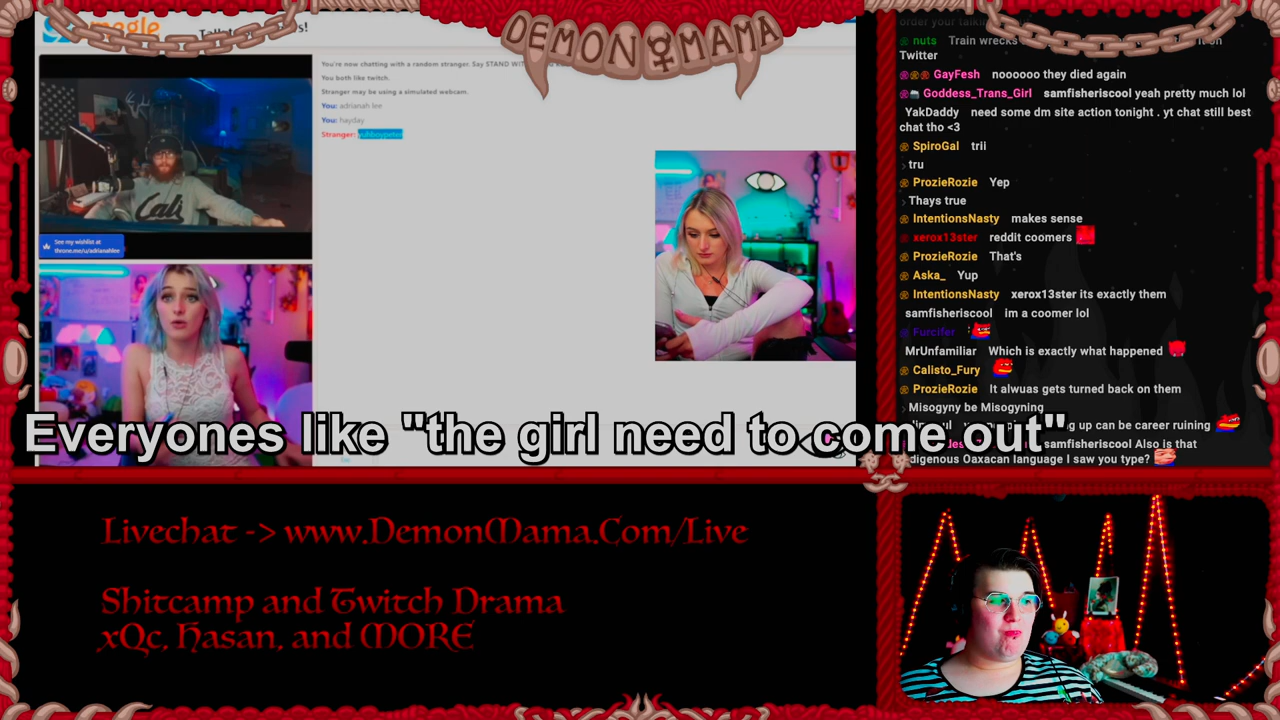 DEMON MAMA
You're now chatting with a random stranger. Say
You both like twitch.
Stranger may be using a simulated webcam.
You: adrianah lee
You: hayday
Stranger:
Cali
See my wishlist at
throne.me/u/adrianahlee
Everyones like "the girl need to come out"
nuts Train wrecks
Twitter
GayFesh noooooo they died again
Goddess_Trans_Girl samfisheriscool yeah pretty much lol
YakDaddy need some dm site action tonight . yt chat still best
chat tho <3
SpiroGal trii
tru
ProzieRozie Yep
Thays true
IntentionsNasty makes sense
xerox13ster reddit coomers
ProzieRozie That's
Aska_ Yup
IntentionsNasty xerox13ster its exactly them
samfisheriscool im a coomer lol
Furcifer :
MrUnfamiliar Which is exactly what happened
Calisto_Fury
ProzieRozie It alwuas gets turned back on them
Misogyny be Misogyning
up can be career ruining
samfisheriscool Also is that
Oaxacan language I saw you type?
Livechat -> www.DemonMama.Com/Live
Shitcamp and Twitch Drama
xQc, Hasan, and MORE